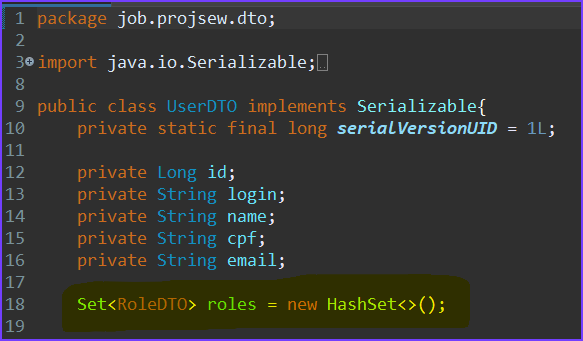 1 package job.projsew.dto;
2
3 import java.io.Serializable;
8
9 public class UserDTO implements Serializable{
10 private static final long serialVersionUID = 1L;
11
12 private Long id;
13 private String login;
14 private String name;
15 private String cpf;
16 private String email;
17
18 Set<RoleDTO> roles = new HashSet<>();
19